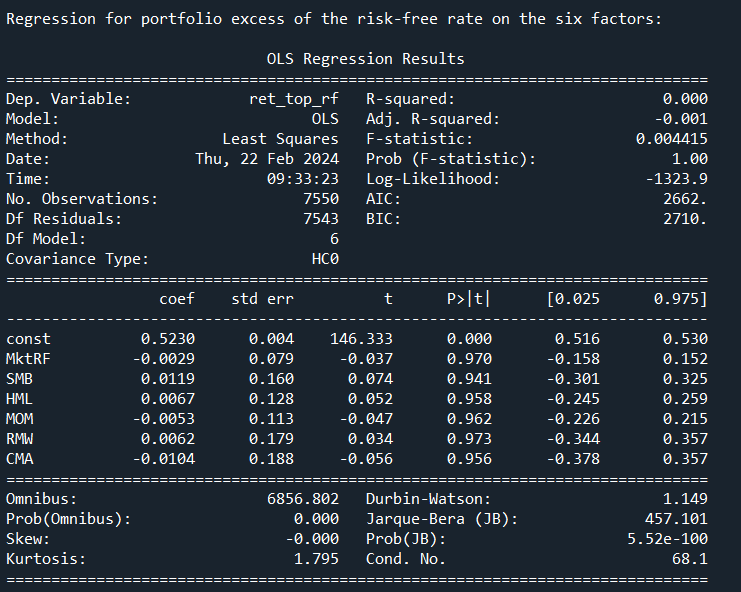 Regression for portfolio excess of the risk-free rate on the six factors:
OLS Regression Results
==============================================================================
Dep. Variable: ret_top_rf R-squared: 0.000
Model: OLS Adj. R-squared: -0.001
Method: Least Squares F-statistic: 0.004415
Date: Thu, 22 Feb 2024 Prob (F-statistic): 1.00
Time: 09:33:23 Log-Likelihood: -1323.9
No. Observations: 7550 AIC: 2662.
Df Residuals: 7543 BIC: 2710.
Df Model: 6
Covariance Type: HC0
==============================================================================
coef std err t P>|t| [0.025 0.975]
------------------------------------------------------------------------------
const 0.5230 0.004 146.333 0.000 0.516 0.530
MktRF -0.0029 0.079 -0.037 0.970 -0.158 0.152
SMB 0.0119 0.160 0.074 0.941 -0.301 0.325
HML 0.0067 0.128 0.052 0.958 -0.245 0.259
MOM -0.0053 0.113 -0.047 0.962 -0.226 0.215
RMW 0.0062 0.179 0.034 0.973 -0.344 0.357
CMA -0.0104 0.188 -0.056 0.956 -0.378 0.357
==============================================================================
Omnibus: 6856.802 Durbin-Watson: 1.149
Prob(Omnibus): 0.000 Jarque-Bera (JB): 457.101
Skew: -0.000 Prob(JB): 5.52e-100
Kurtosis: 1.795 Cond. No. 68.1
==============================================================================